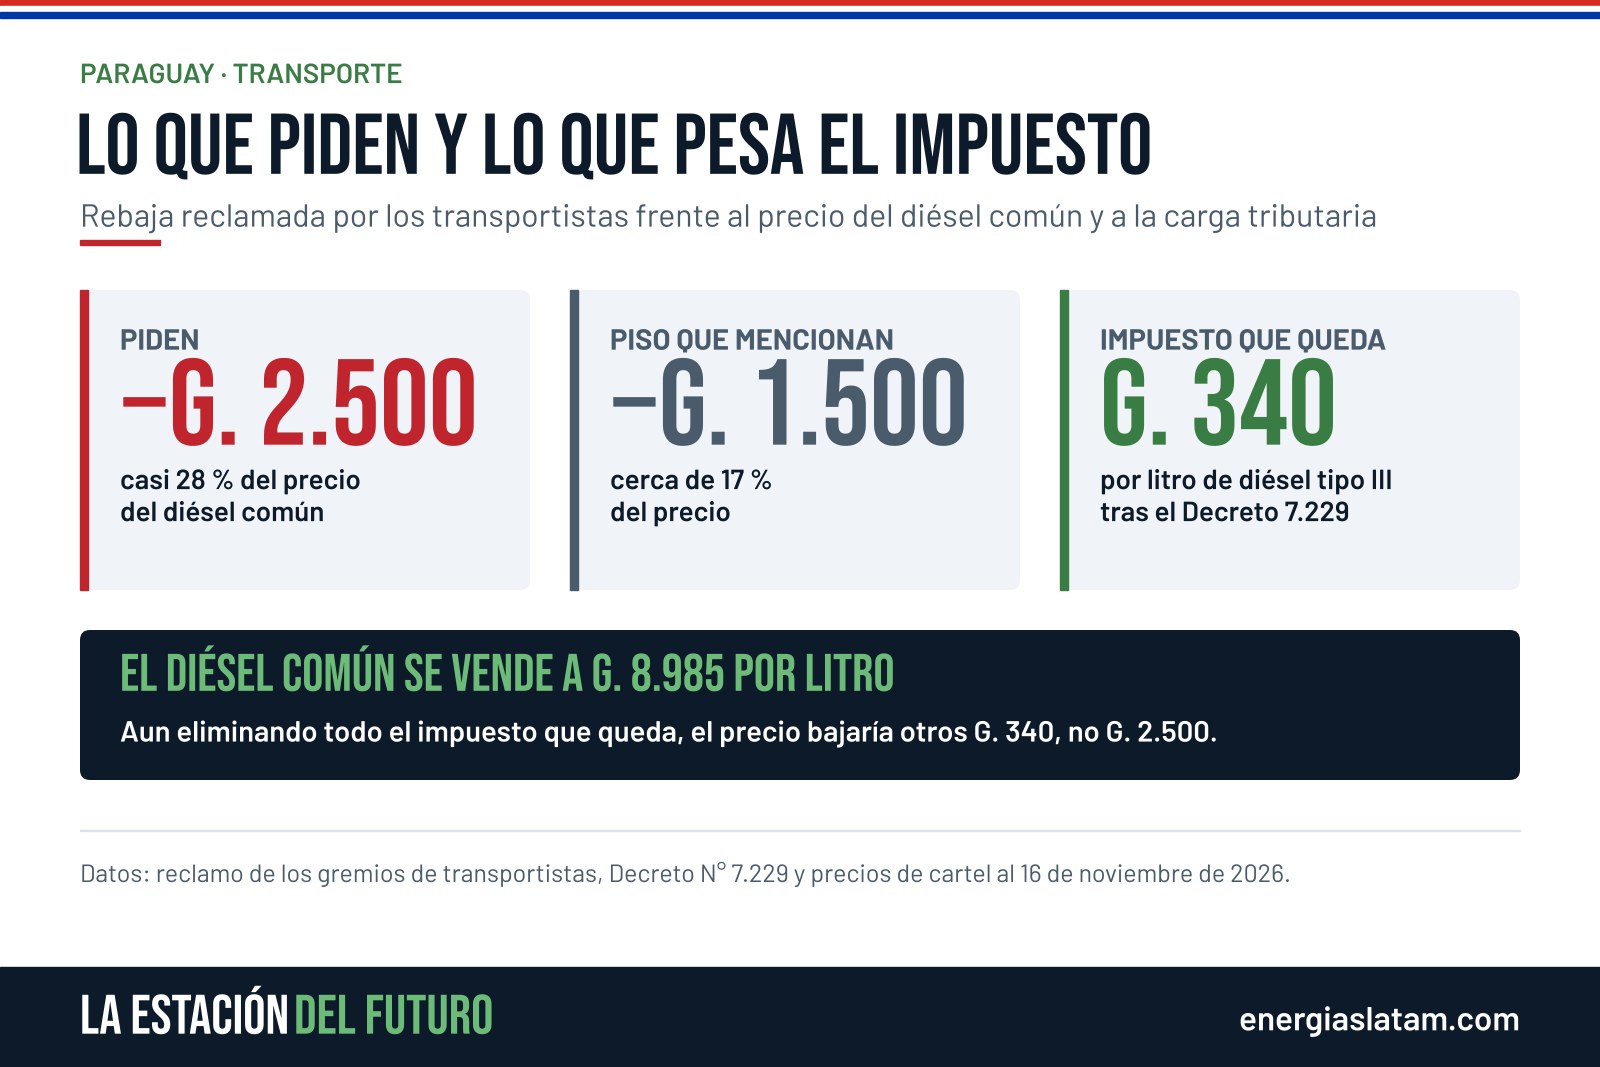 PARAGUAY · TRANSPORTE
LO QUE PIDEN Y LO QUE PESA EL IMPUESTO
Rebaja reclamada por los transportistas frente al precio del diésel común y a la carga tributaria
PIDEN
−G. 2.500
casi 28 % del precio
del diésel común
PISO QUE MENCIONAN
−G. 1.500
cerca de 17 %
del precio
IMPUESTO QUE QUEDA
G. 340
por litro de diésel tipo III
tras el Decreto 7.229
EL DIÉSEL COMÚN SE VENDE A G. 8.985 POR LITRO
Aun eliminando todo el impuesto que queda, el precio bajaría otros G. 340, no G. 2.500.
Datos: reclamo de los gremios de transportistas, Decreto N° 7.229 y precios de cartel al 16 de noviembre de 2026.
LA ESTACIÓN DEL FUTURO
energiaslatam.com